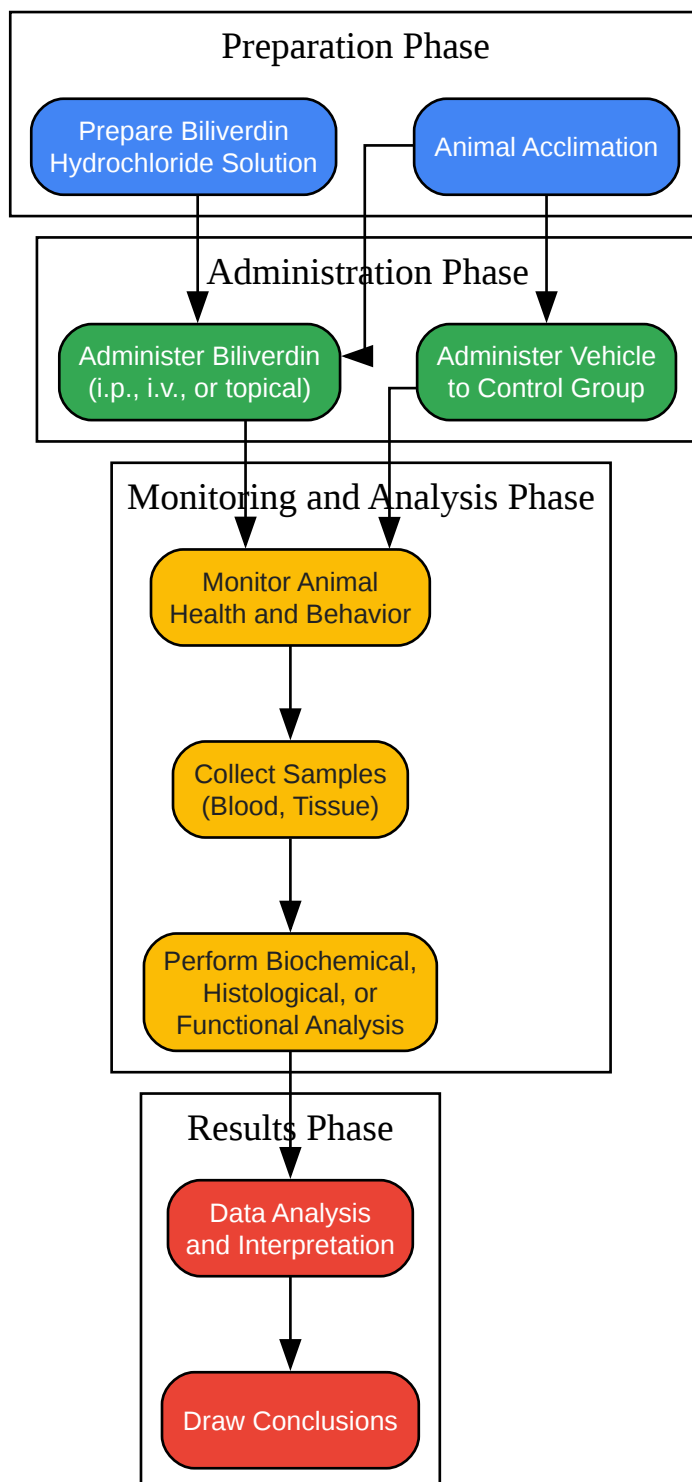 Preparation Phase
Prepare Biliverdin
Hydrochloride Solution
Animal Acclimation
Administration Phase
Administer Biliverdin
(i.p., i.v., or topical)
Administer Vehicle
to Control Group
Monitoring and Analysis Phase
Monitor Animal
Health and Behavior
Collect Samples
(Blood, Tissue)
Perform Biochemical,
Histological, or
Functional Analysis
Results Phase
Data Analysis
and Interpretation
Draw Conclusions